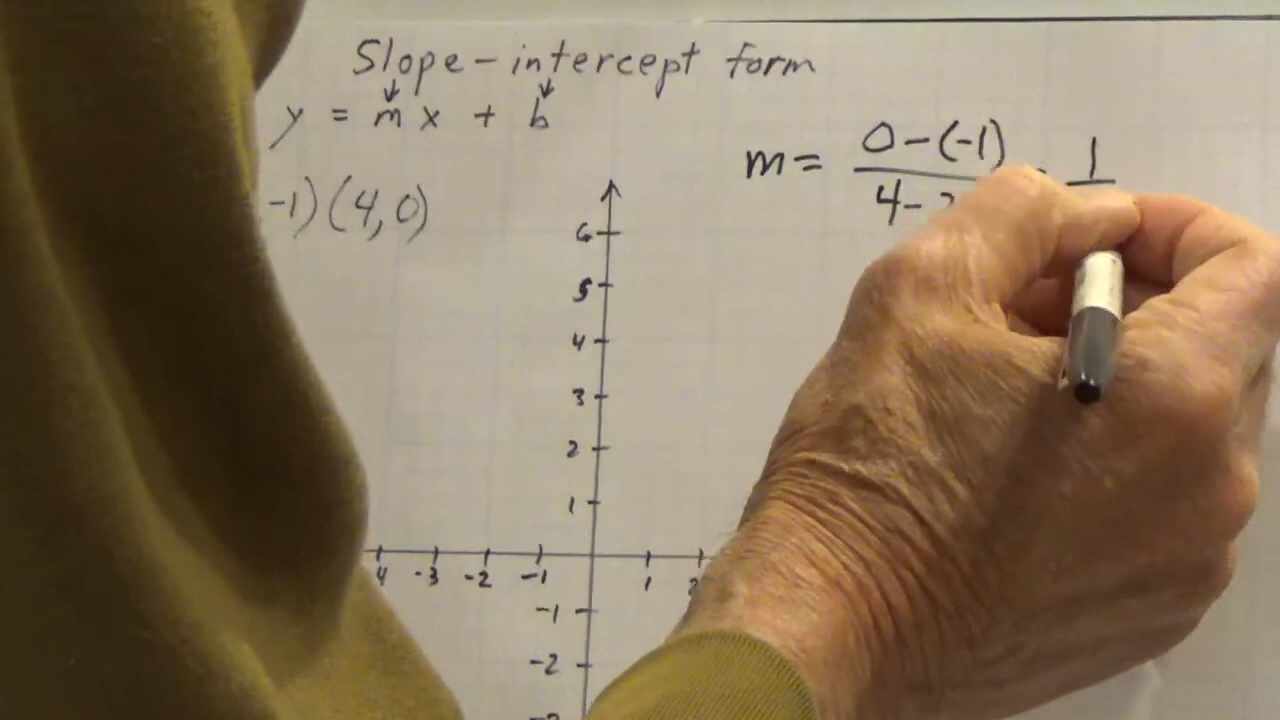 Slope-intercept form
y = mx + b
m = 0-(-1) 1
4-
-1) (4,0)
6
5
4
3
2
1
4 -3 -2 -1 1 2
-1
-2